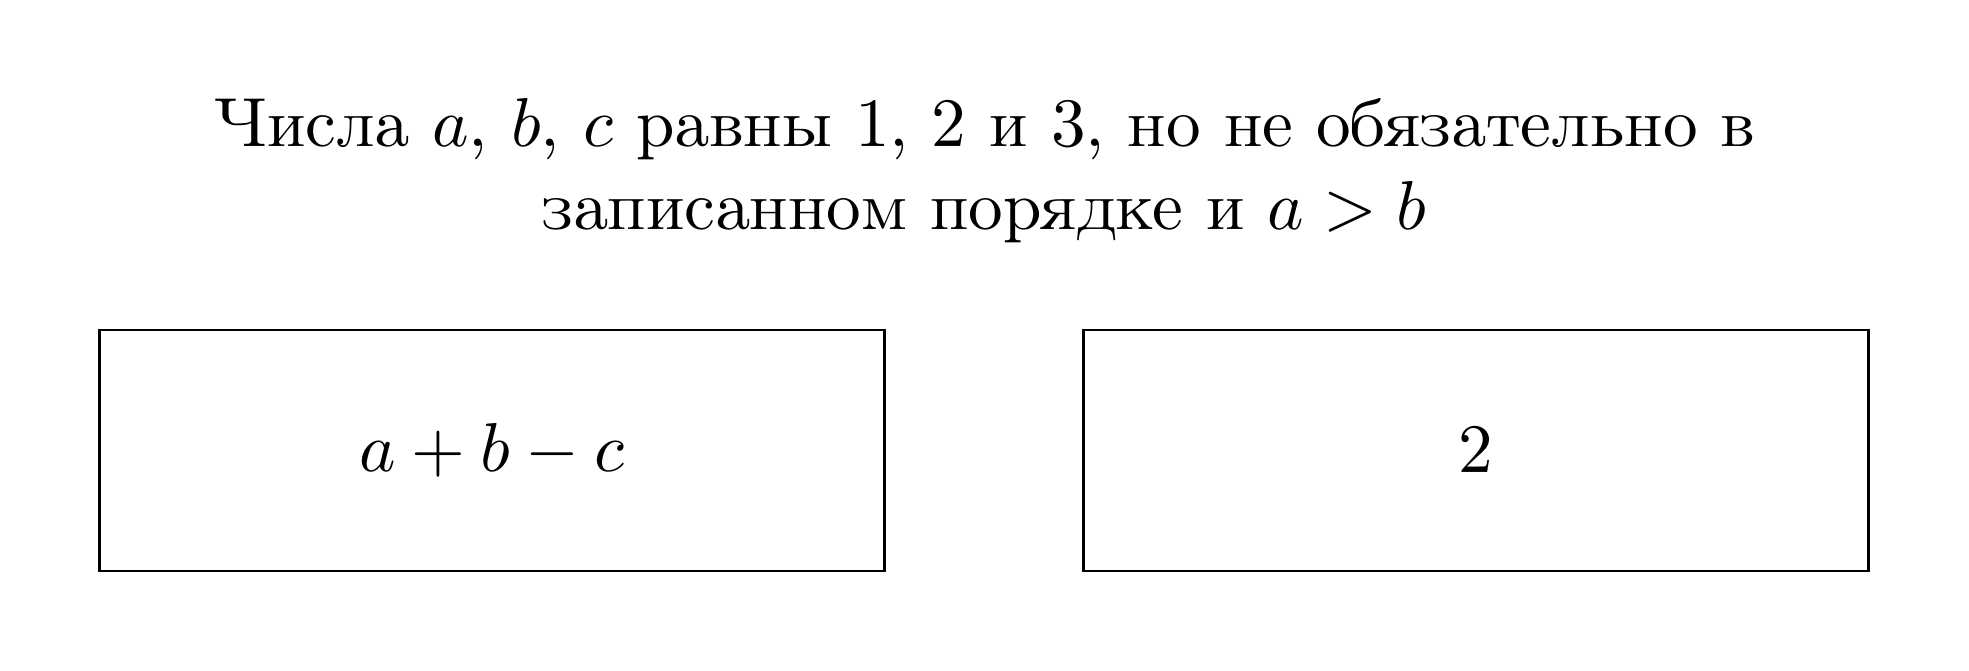 Числа a, b, c равны 1, 2 и 3, но не обязательно в
записанном порядке и a > b
a + b − c
2